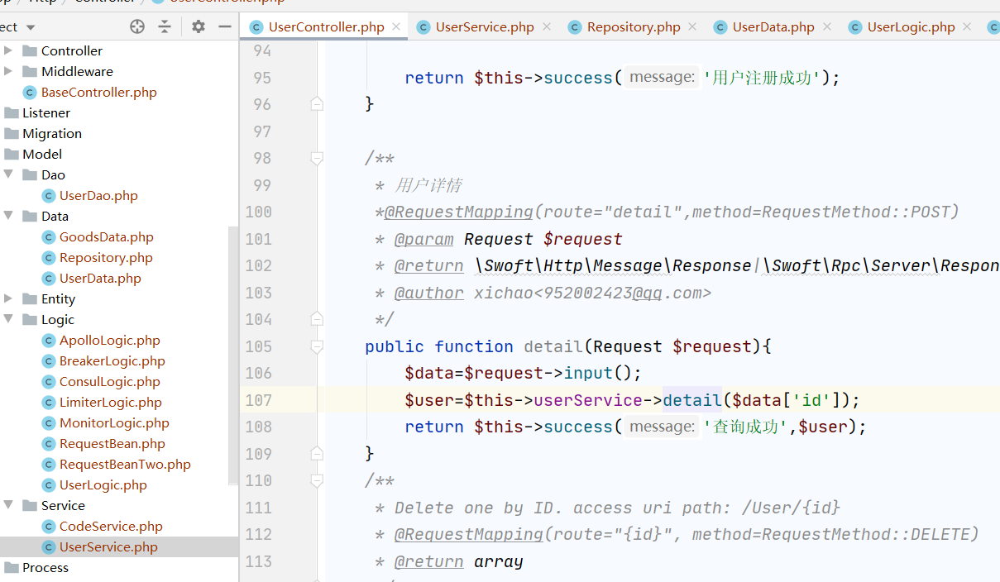 Controller
UserController.php
ect
UserController.php
UserService.php
Repository.php
UserData.php
UserLogic.php
Controller
Middleware
BaseController.php
Listener
Migration
Model
Dao
UserDao.php
Data
GoodsData.php
Repository.php
UserData.php
Entity
Logic
ApolloLogic.php
BreakerLogic.php
ConsulLogic.php
LimiterLogic.php
MonitorLogic.php
RequestBean.php
RequestBeanTwo.php
UserLogic.php
Service
CodeService.php
UserService.php
Process
94
95 return $this->success( message: '用户注册成功');
96 }
97
98 /**
99 * 用户详情
100 *@RequestMapping(route="detail",method=RequestMethod::POST)
101 * @param Request $request
102 * @return \Swoft\Http\Message\Response|\Swoft\Rpc\Server\Respon
103 * @author xichao<952002423@qq.com>
104 */
105 public function detail(Request $request){
106 $data=$request->input();
107 $user=$this->userService->detail($data['id']);
108 return $this->success( message: '查询成功',$user);
109 }
110 /**
111 * Delete one by ID. access uri path: /User/{id}
112 * @RequestMapping(route="{id}", method=RequestMethod::DELETE)
113 * @return array